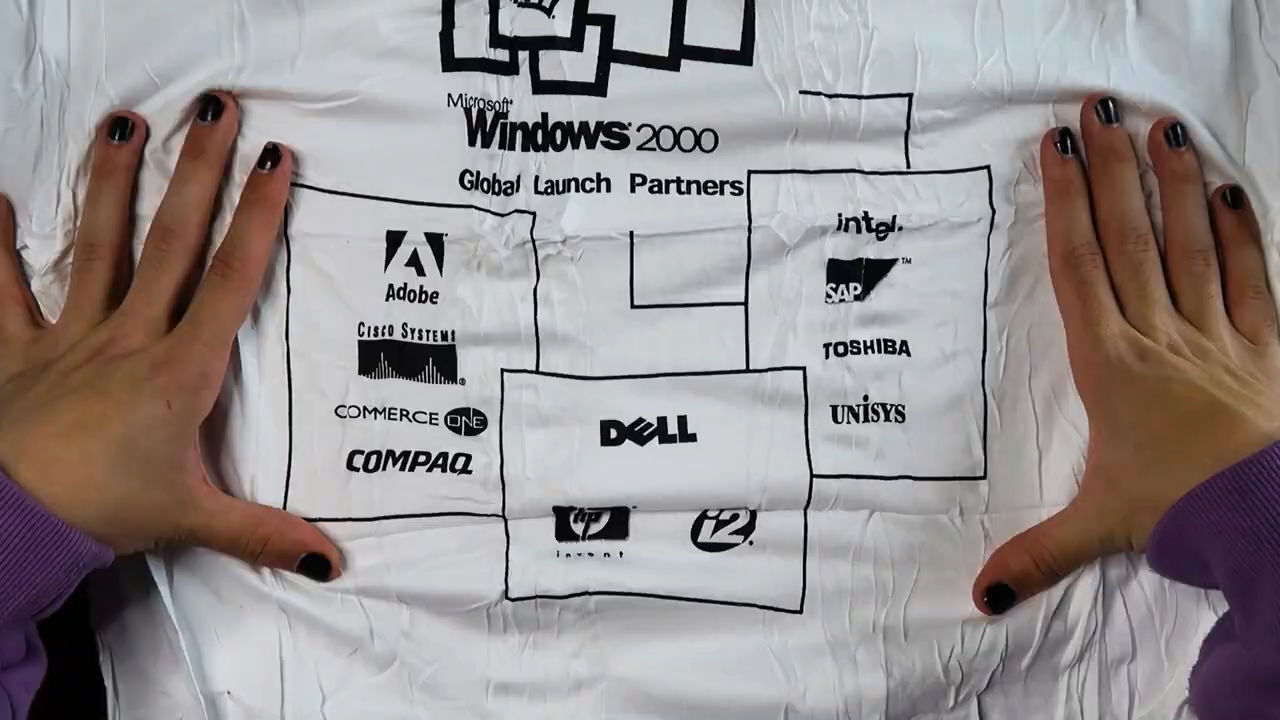 Microsoft®
Windows® 2000
Global Launch Partners
Adobe
CISCO SYSTEMS
COMMERCE ONE
COMPAQ
DELL
hp
invent
i2
intel.
SAP™
TOSHIBA
UNISYS